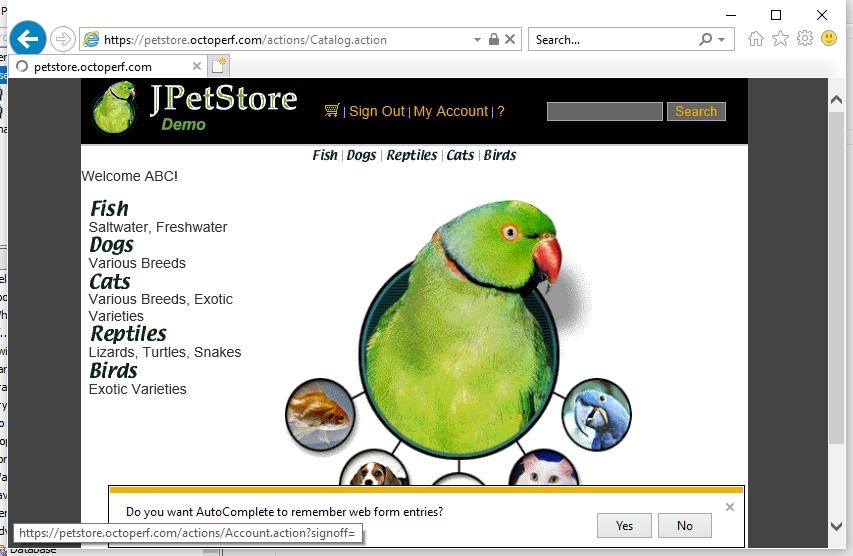 https://petstore.octoperf.com/actions/Catalog.action
Search...
petstore.octoperf.com
JPetStore
Demo
| Sign Out | My Account | ?
Search
Fish | Dogs | Reptiles | Cats | Birds
Welcome ABC!
Fish
Saltwater, Freshwater
Dogs
Various Breeds
Cats
Various Breeds, Exotic
Varieties
Reptiles
Lizards, Turtles, Snakes
Birds
Exotic Varieties
Do you want AutoComplete to remember web form entries?
Yes
No
https://petstore.octoperf.com/actions/Account.action?signoff=
Database